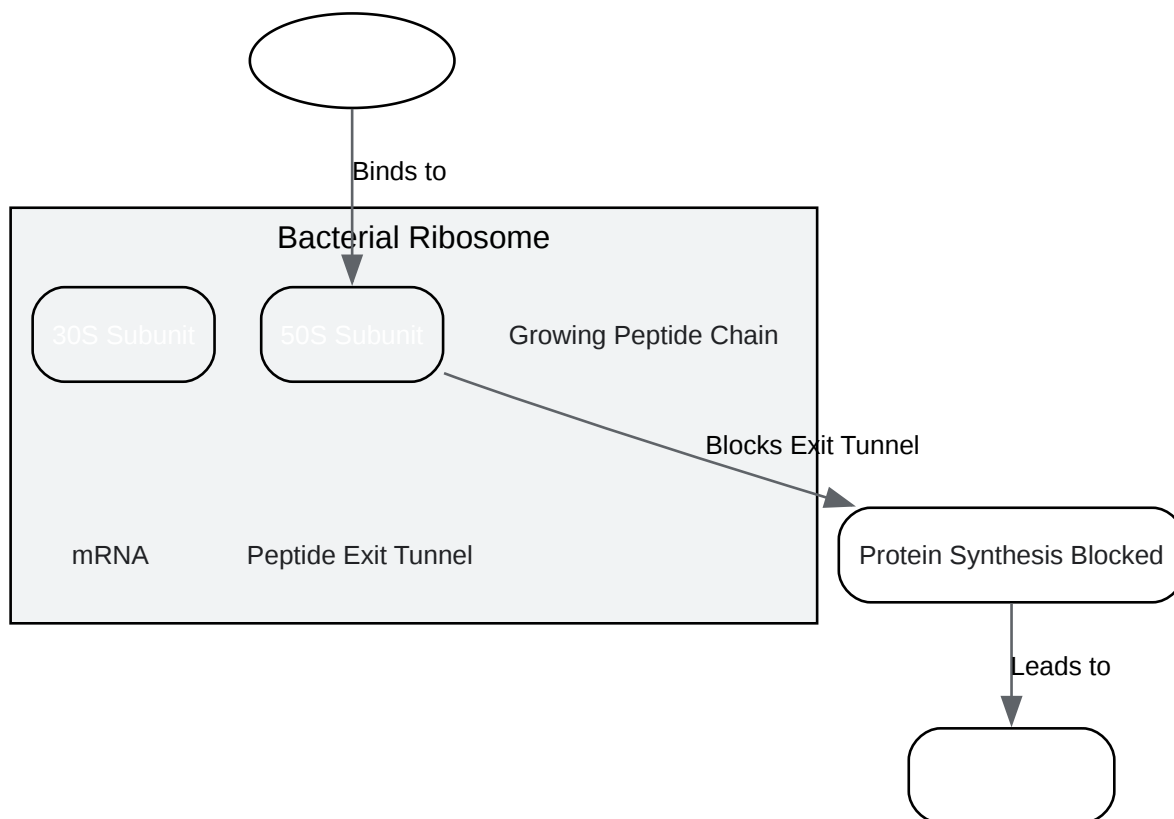 Binds to
Bacterial Ribosome
30S Subunit
50S Subunit
Growing Peptide Chain
Blocks Exit Tunnel
mRNA
Peptide Exit Tunnel
Protein Synthesis Blocked
Leads to